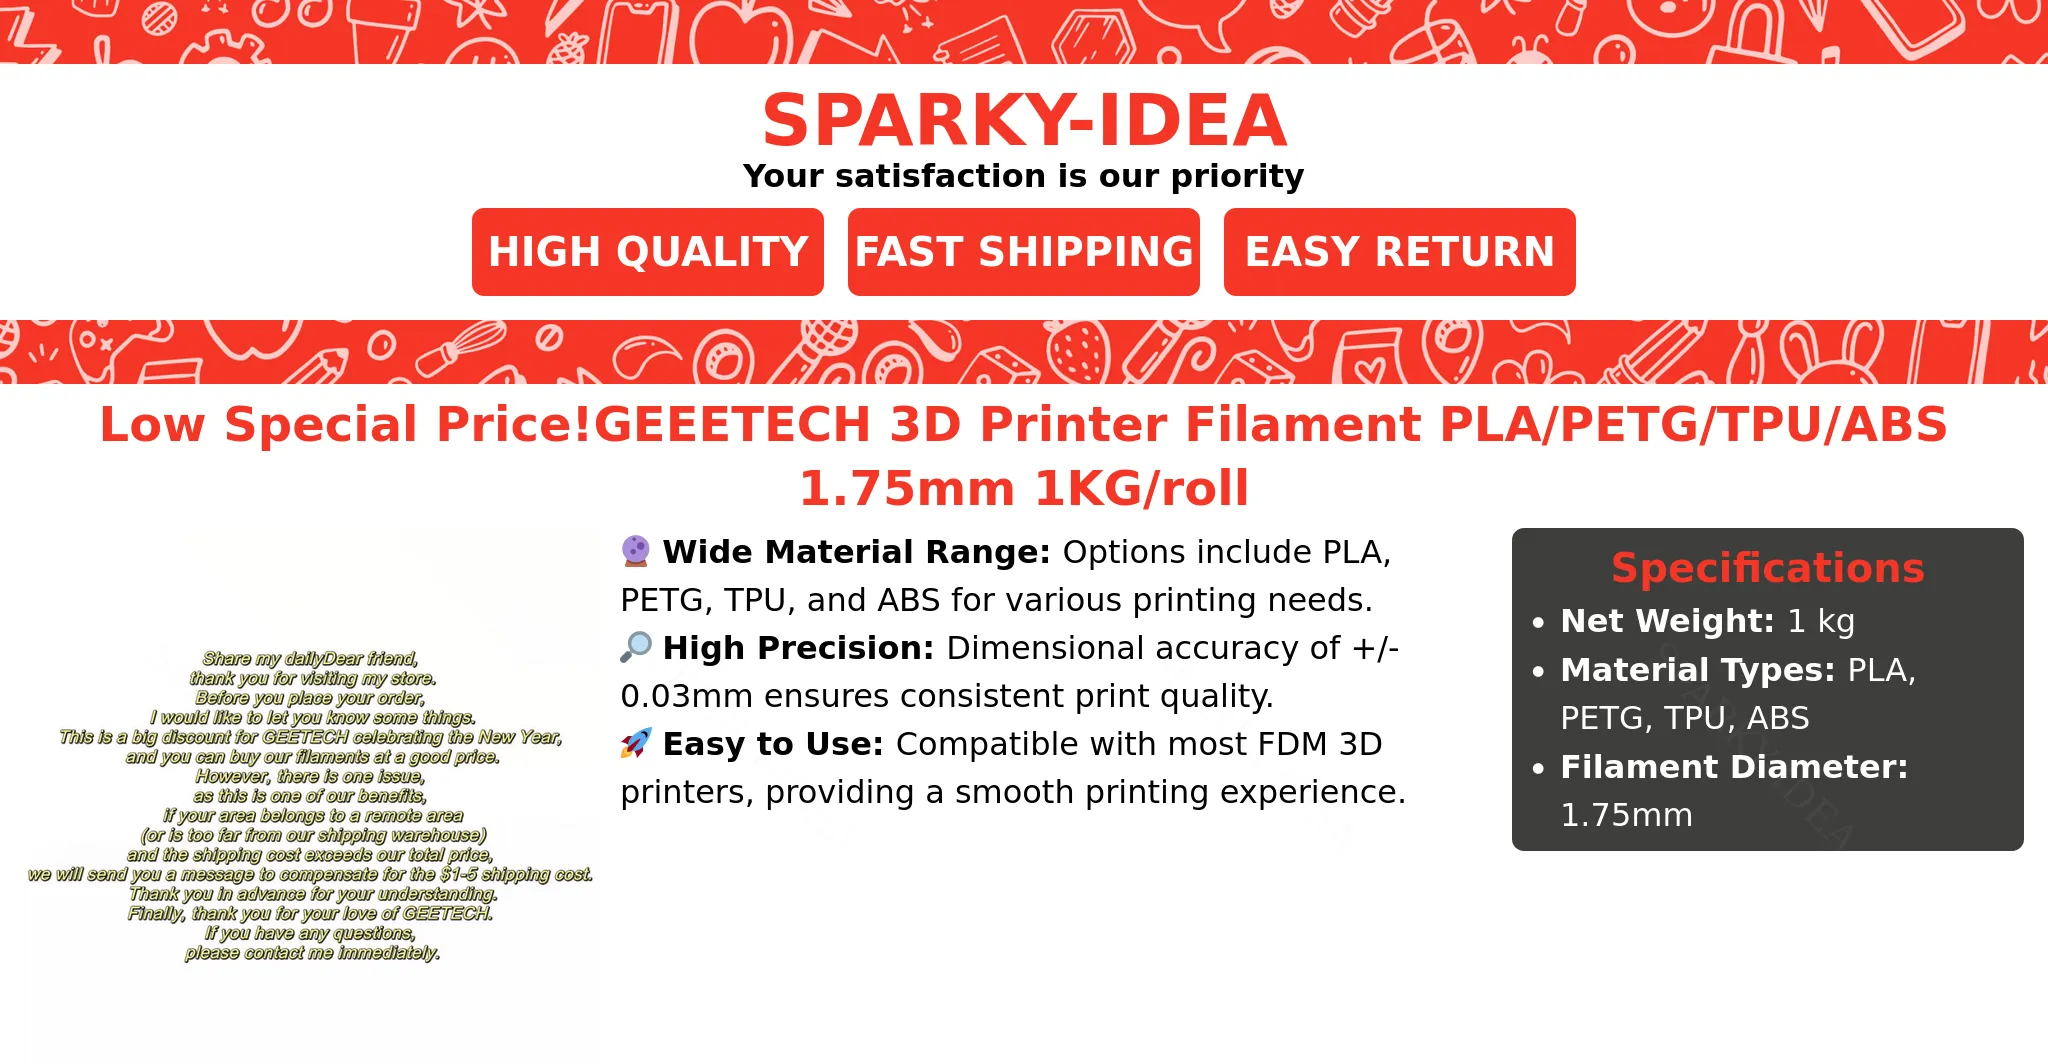 SPARKY-IDEA
Your satisfaction is our priority
HIGH QUALITY
FAST SHIPPING
EASY RETURN
Low Special Price!GEEETECH 3D Printer Filament PLA/PETG/TPU/ABS
1.75mm 1KG/roll
Share my dailyDear friend,
thank you for visiting my store.
Before you place your order,
I would like to let you know some things.
This is a big discount for GEETECH celebrating the New Year,
and you can buy our filaments at a good price.
However, there is one issue,
as this is one of our benefits,
if your area belongs to a remote area
(or is too far from our shipping warehouse)
and the shipping cost exceeds our total price,
we will send you a message to compensate for the $1-5 shipping cost.
Thank you in advance for your understanding.
Finally, thank you for your love of GEETECH.
If you have any questions,
please contact me immediately.
Wide Material Range: Options include PLA,
PETG, TPU, and ABS for various printing needs.
High Precision: Dimensional accuracy of +/-
0.03mm ensures consistent print quality.
Easy to Use: Compatible with most FDM 3D
printers, providing a smooth printing experience.
Specifications
• Net Weight: 1 kg
• Material Types: PLA,
PETG, TPU, ABS
• Filament Diameter:
1.75mm